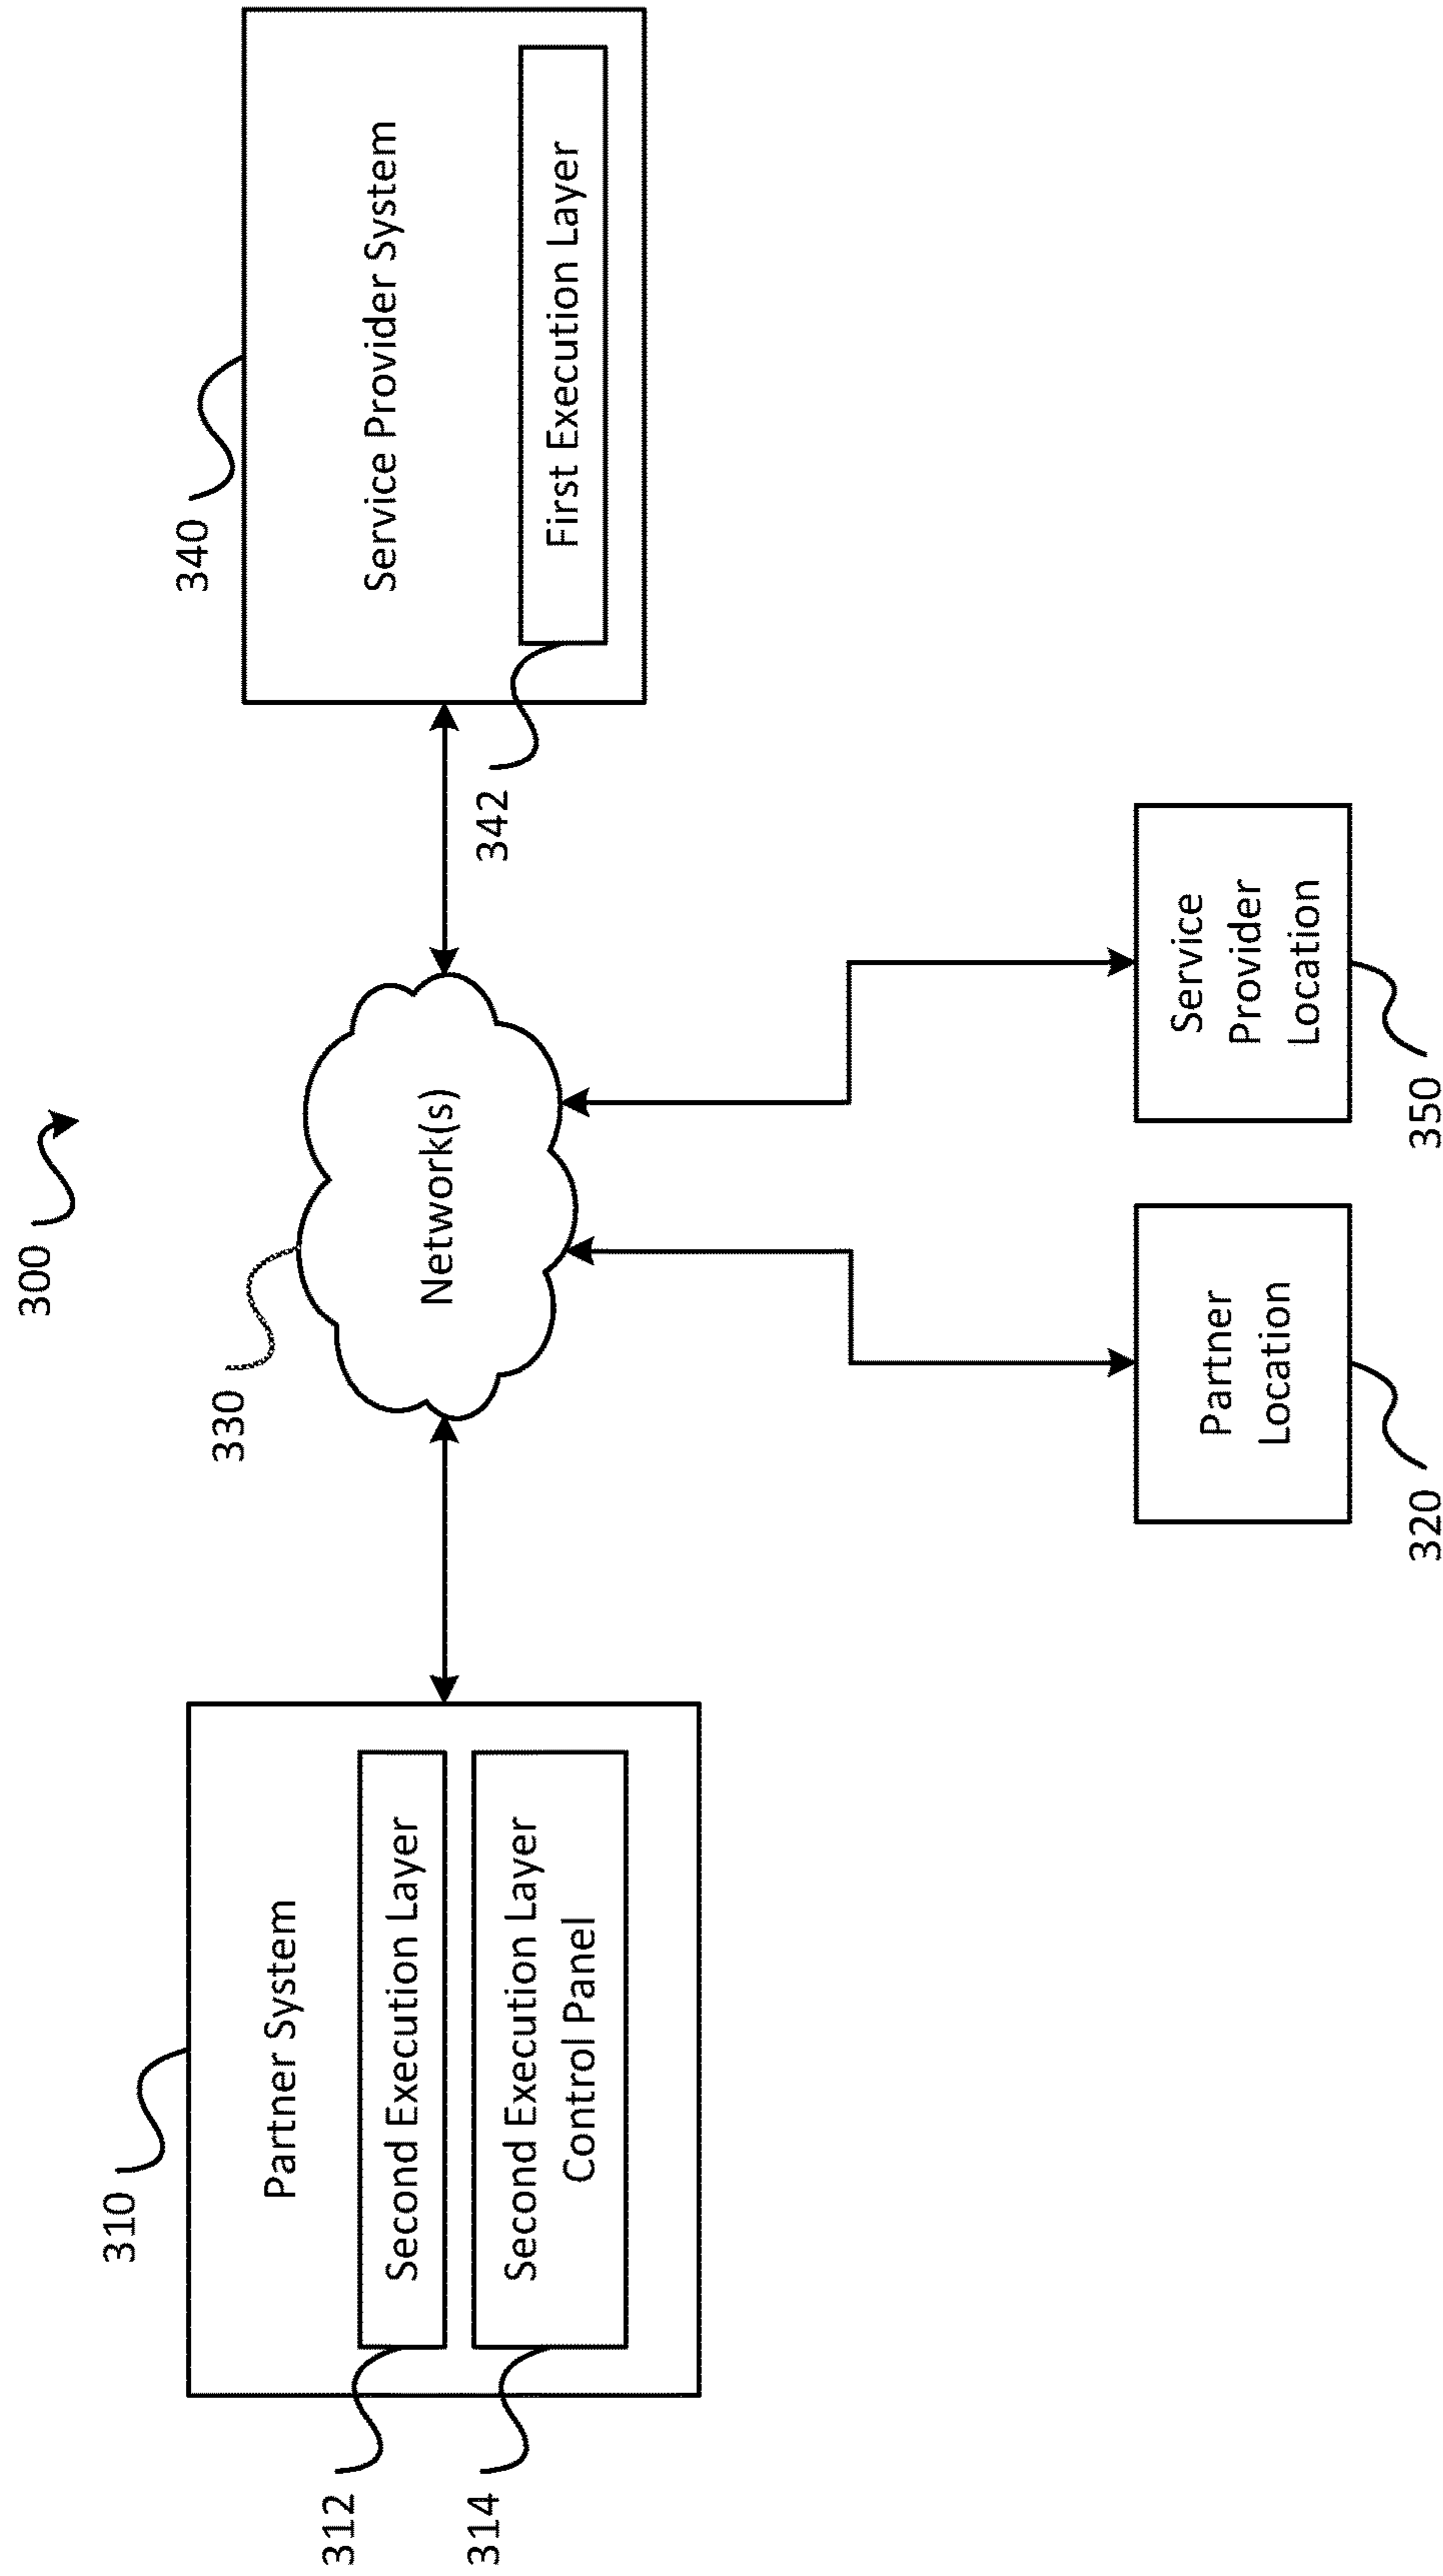 300
310
Partner System
312
Second Execution Layer
314
Second Execution Layer
Control Panel
330
Network(s)
340
Service Provider System
342
First Execution Layer
320
Partner
Location
350
Service
Provider
Location